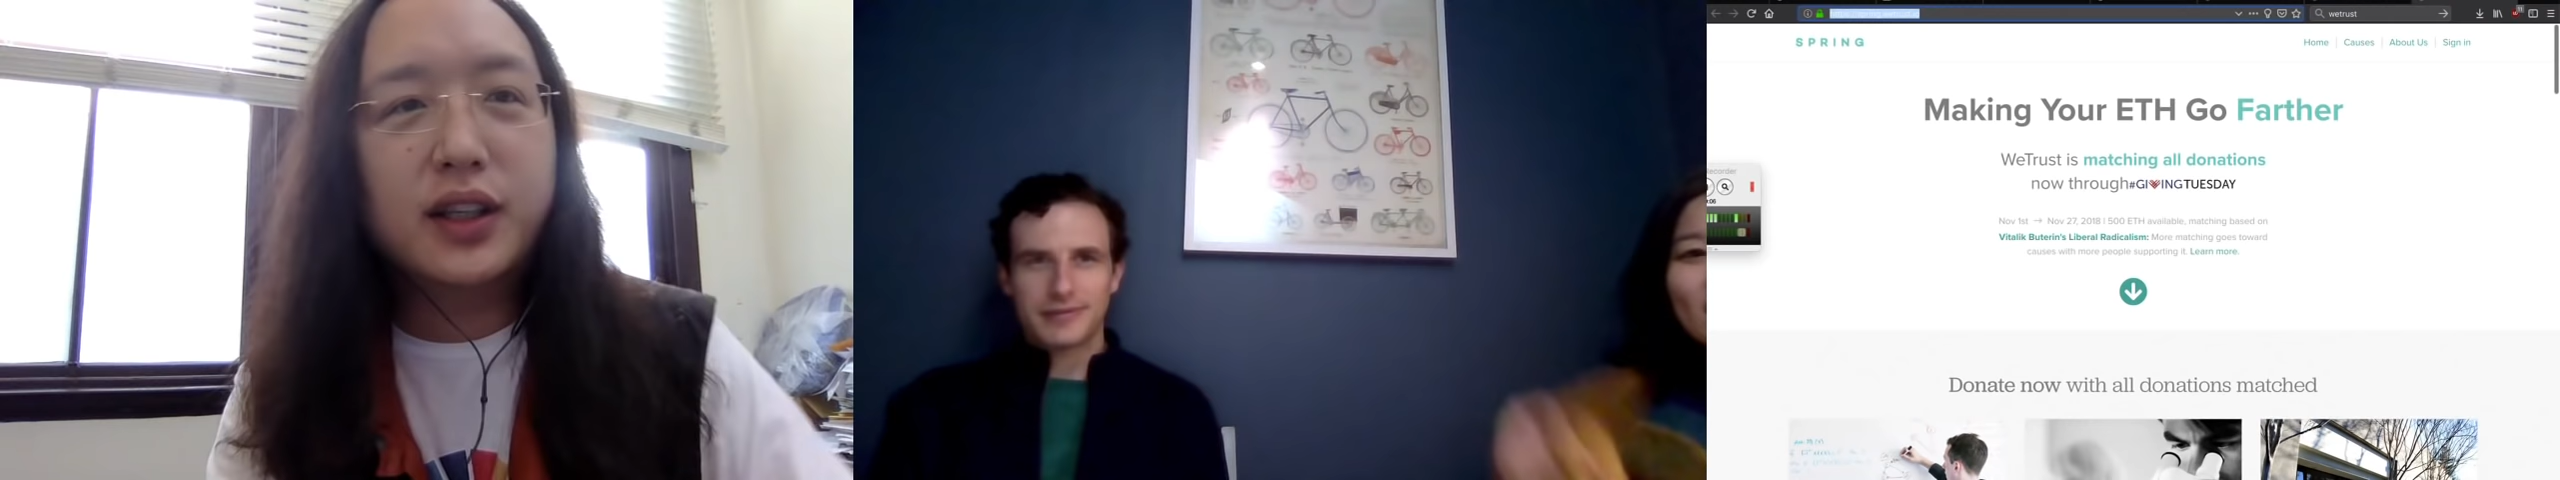 wetrust
SPRING
Home
Causes
About Us
Sign in
Making Your ETH Go Farther
WeTrust is matching all donations
now through#GIVINGTUESDAY
Nov 1st → Nov 27, 2018 | 500 ETH available, matching based on
Vitalik Buterin's Liberal Radicalism: More matching goes toward
causes with more people supporting it. Learn more.
Donate now with all donations matched